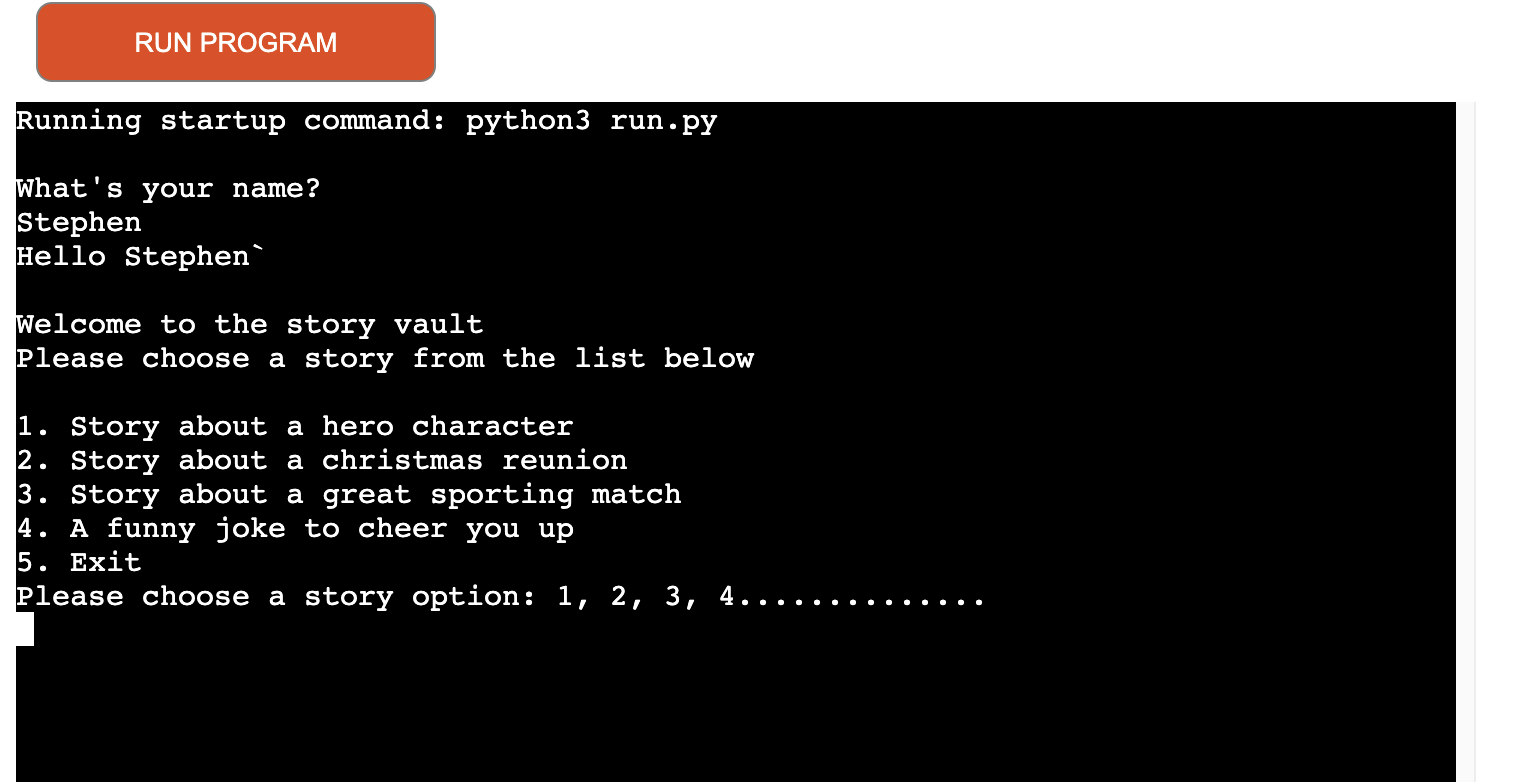 RUN PROGRAM
Running startup command: python3 run.py
What's your name?
Stephen
Hello Stephen`
Welcome to the story vault
Please choose a story from the list below
1. Story about a hero character
2. Story about a christmas reunion
3. Story about a great sporting match
4. A funny joke to cheer you up
5. Exit
Please choose a story option: 1, 2, 3, 4..............